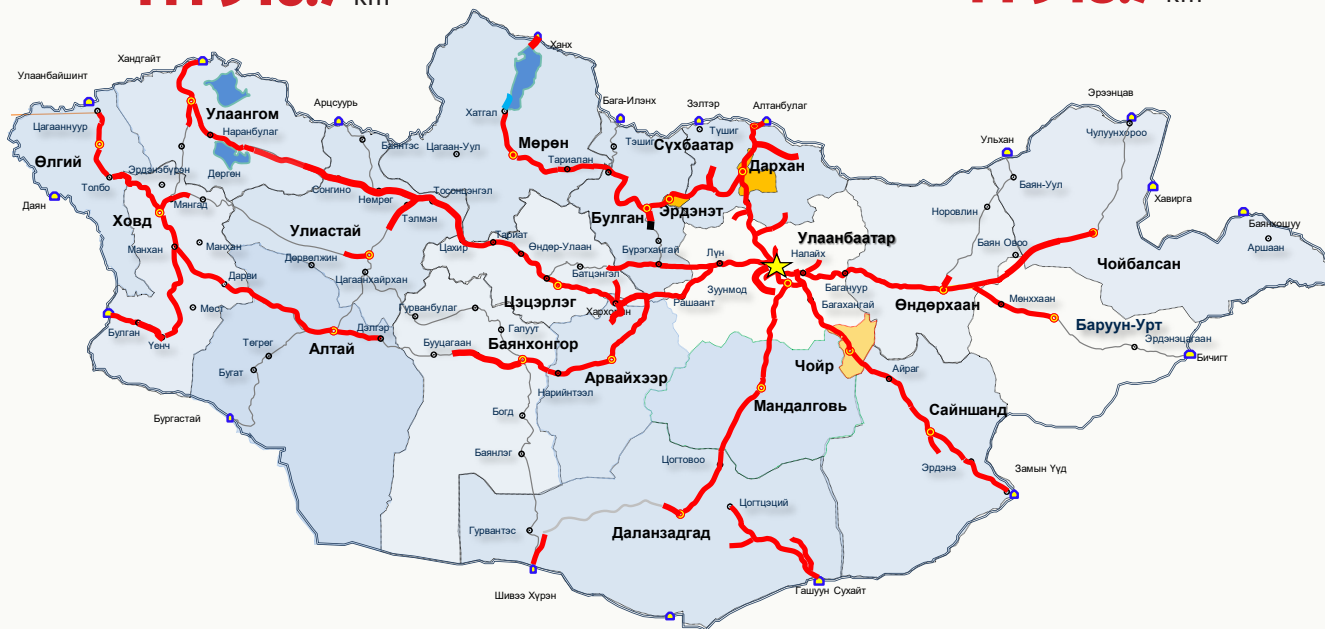 km
km
Ханх
Хандгайт
Улаанбайшинт
Арцсуурь
Бага-Илэнх
Зэлтэр
Алтанбулаг
Эрээнцав
Цагааннуур
Улаангом
Хатгал
Түшиг
Чулуунхороо
Наранбулаг
Баянтэс
Цагаан-Уул
Мөрөн
Тэшиг
Сүхбаатар
Ульхан
Өлгий
Эрдэнэбүрэн
Дөргөн
Тариалан
Дархан
Баян-Уул
Толбо
Сонгино
Нөмрөг
Тосонцэнгэл
Даян
Мянгад
Тэлмэн
Булган
Эрдэнэт
Норовлин
Хавирга
Баянхошуу
Ховд
Улиастай
Тариат
Өндөр-Улаан
Бүрэгхангай
Улаанбаатар
Манхан
Манхан
Цахир
Лүн
Налайх
Баян Овоо
Аршаан
Дөрвөлжин
Цагаанхайрхан
Батцэнгэл
Чойбалсан
Дарви
Зуунмод
Багануур
Мөст
Гурванбулаг
Цэцэрлэг
Хархорин
Рашаант
Багахангай
Өндөрхаан
Мөнххаан
Булган
Үенч
Дэлгэр
Галуут
Баруун-Урт
Төгрөг
Алтай
Бууцагаан
Баянхонгор
Эрдэнэцагаан
Бугат
Арвайхээр
Чойр
Айраг
Бичигт
Нарийнтээл
Бургастай
Богд
Мандалговь
Сайншанд
Баянлэг
Цогтовоо
Эрдэнэ
Замын Үүд
Гурвантэс
Даланзадгад
Цогтцэций
Шивээ Хүрэн
Гашуун Сухайт